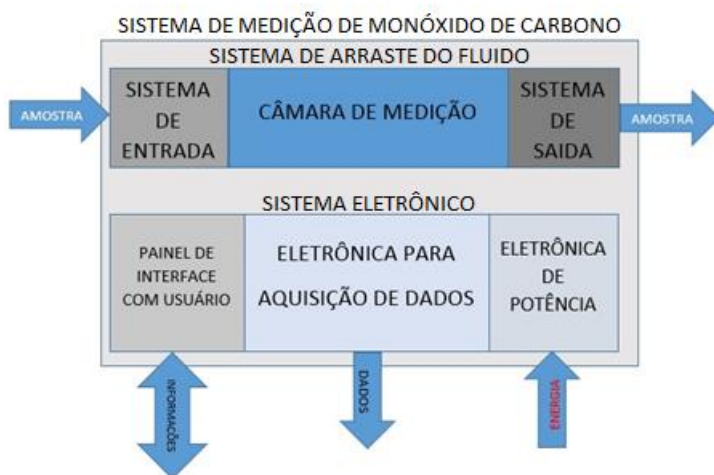 SISTEMA DE MEDIÇÃO DE MONÓXIDO DE CARBONO
SISTEMA DE ARRASTE DO FLUIDO
AMOSTRA
SISTEMA
DE
ENTRADA
CÂMARA DE MEDIÇÃO
SISTEMA
DE
SAIDA
AMOSTRA
SISTEMA ELETRÔNICO
PAINEL DE
INTERFACE
COM USUÁRIO
ELETRÔNICA PARA
AQUISIÇÃO DE DADOS
ELETRÔNICA
DE
POTÊNCIA
INFORMAÇÕES
DADOS
ENERGIA